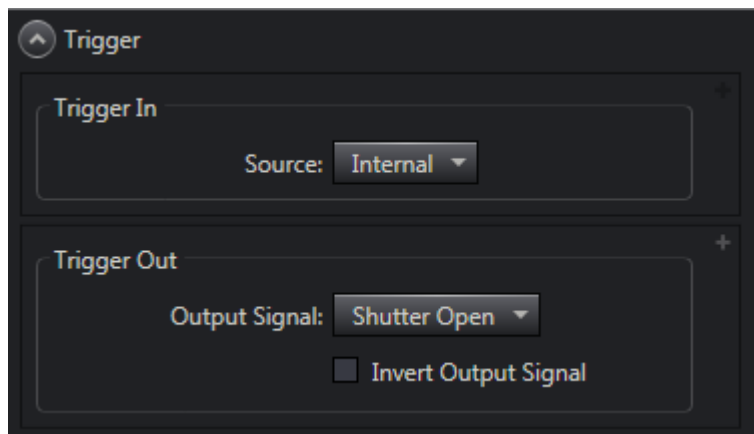 Trigger
Trigger In
Source: Internal
Trigger Out
Output Signal: Shutter Open
Invert Output Signal